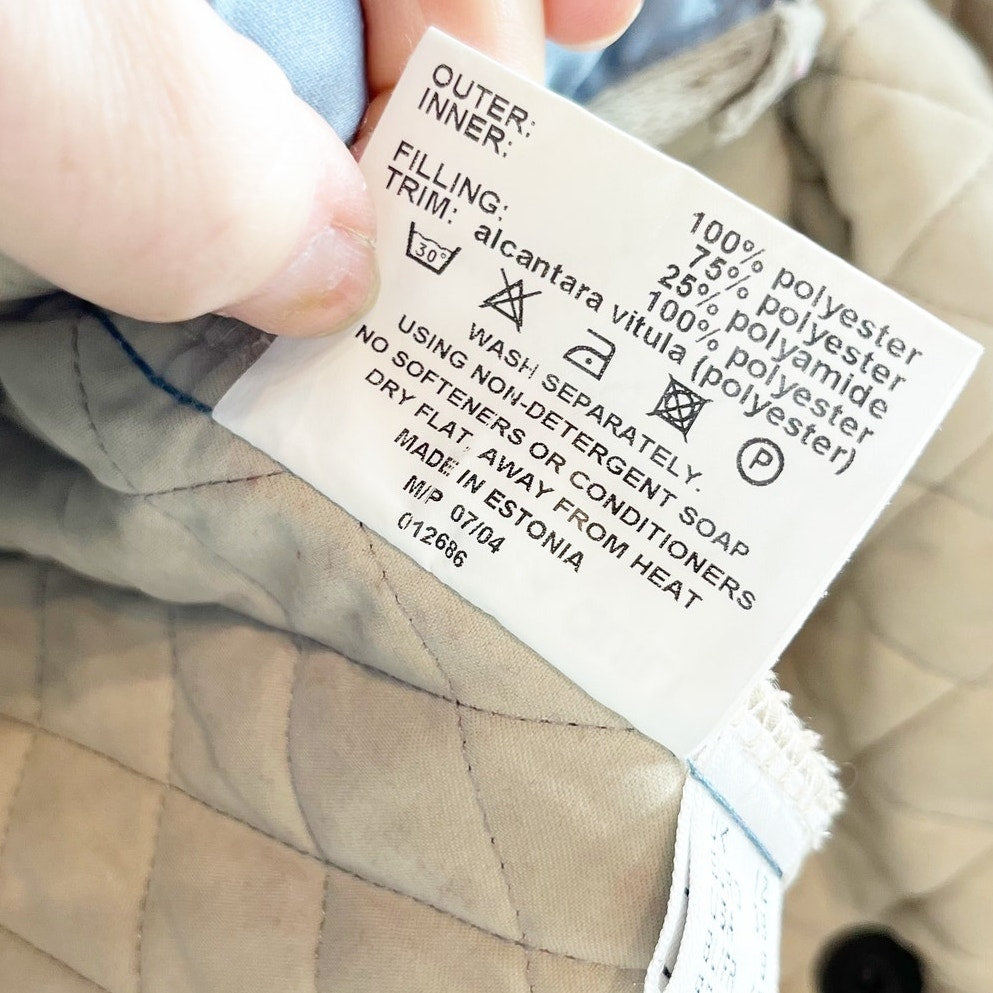 OUTER: 100% polyester
INNER: 75% polyester
25% polyamide
FILLING: 100% polyester
TRIM: alcantara vitula (polyester)
30°
P
WASH SEPARATELY.
USING NON-DETERGENT SOAP
NO SOFTENERS OR CONDITIONERS
DRY FLAT, AWAY FROM HEAT
MADE IN ESTONIA
M/P 07/04
012686